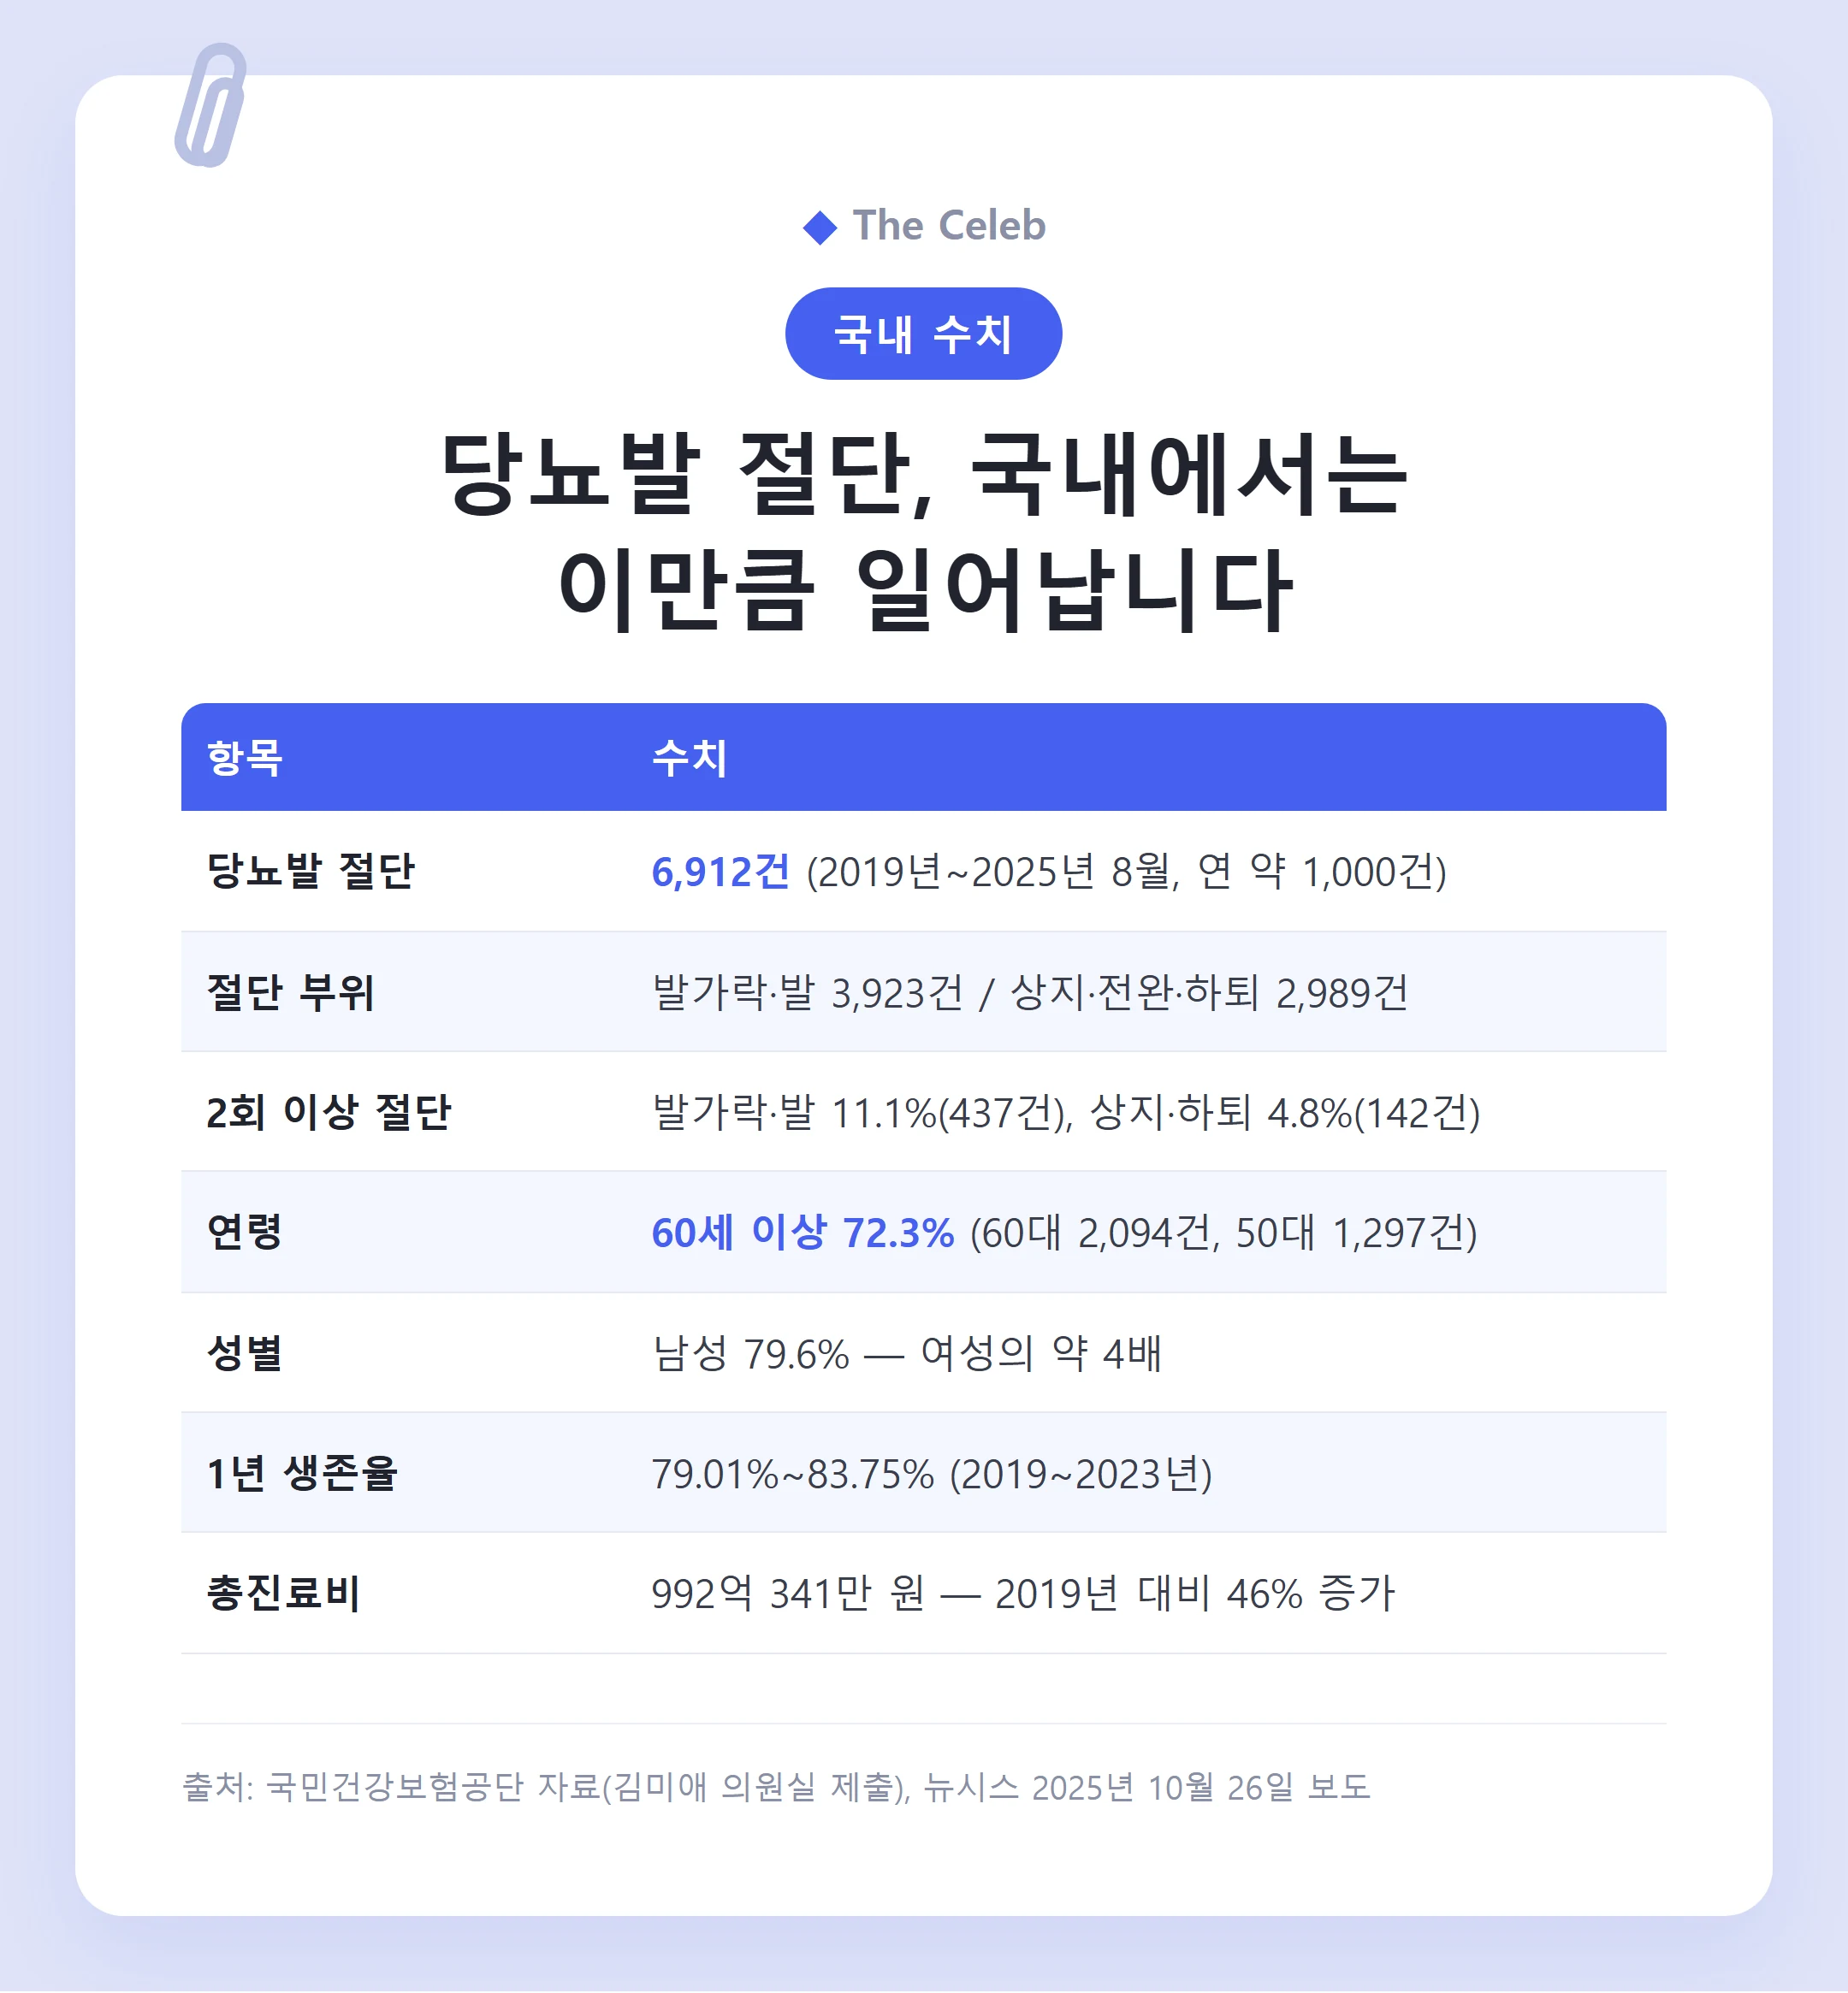 ◆ The Celeb
국내 수치
당뇨발 절단, 국내에서는
이만큼 일어납니다
항목 수치
당뇨발 절단 6,912건 (2019년~2025년 8월, 연 약 1,000건)
절단 부위 발가락·발 3,923건 / 상지·전완·하퇴 2,989건
2회 이상 절단 발가락·발 11.1%(437건), 상지·하퇴 4.8%(142건)
연령 60세 이상 72.3% (60대 2,094건, 50대 1,297건)
성별 남성 79.6% — 여성의 약 4배
1년 생존율 79.01%~83.75% (2019~2023년)
총진료비 992억 341만 원 — 2019년 대비 46% 증가
출처: 국민건강보험공단 자료(김미애 의원실 제출), 뉴시스 2025년 10월 26일 보도